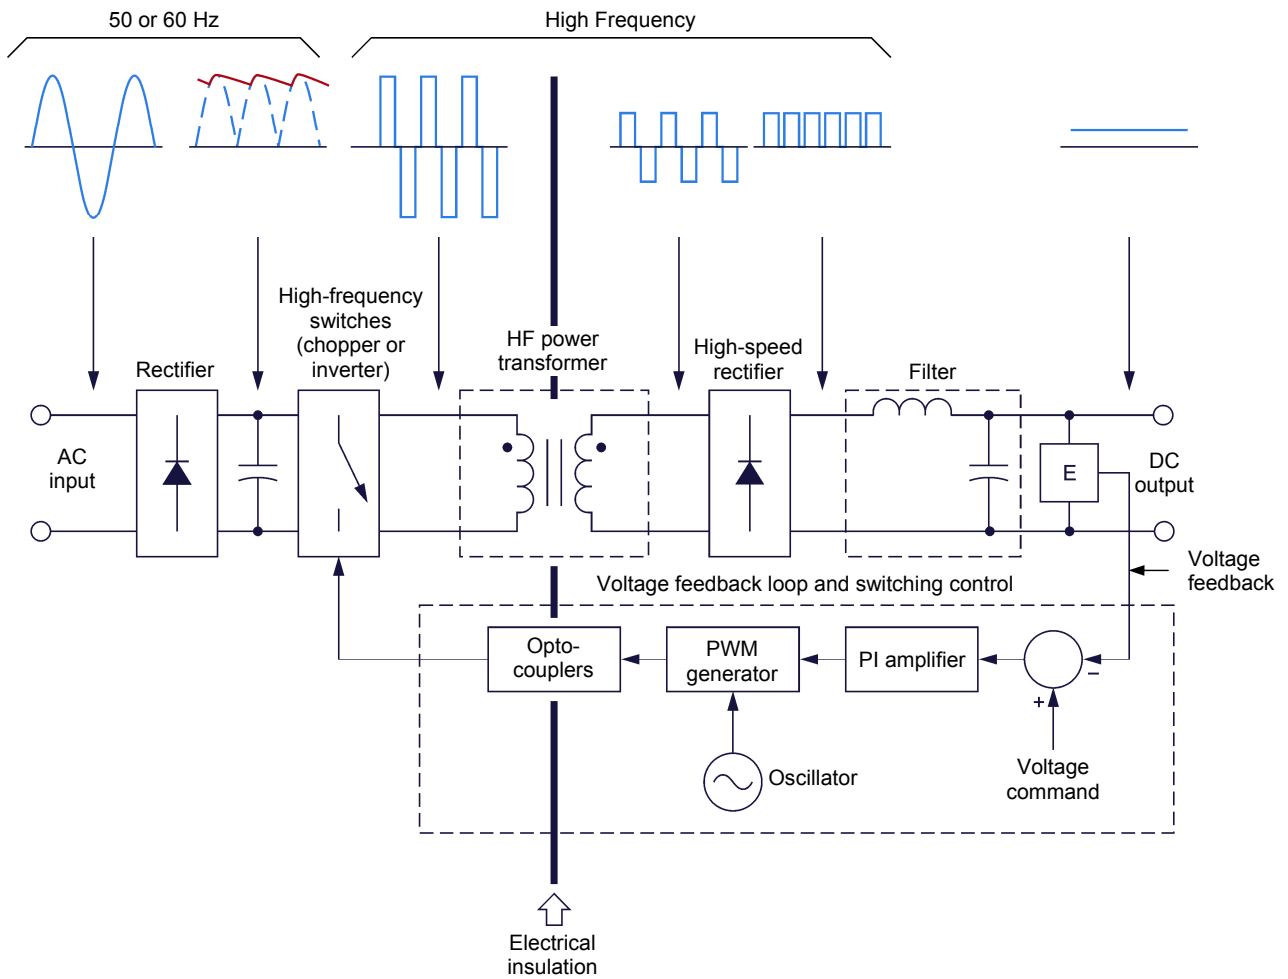 50 or 60 Hz
High Frequency
High-frequency
switches
(chopper or
inverter)
HF power
transformer
High-speed
rectifier
Rectifier
Filter
AC
input
E
DC
output
Voltage
feedback
Voltage feedback loop and switching control
Opto-
couplers
PWM
generator
PI amplifier
−
+
Oscillator
Voltage
command
Electrical
insulation